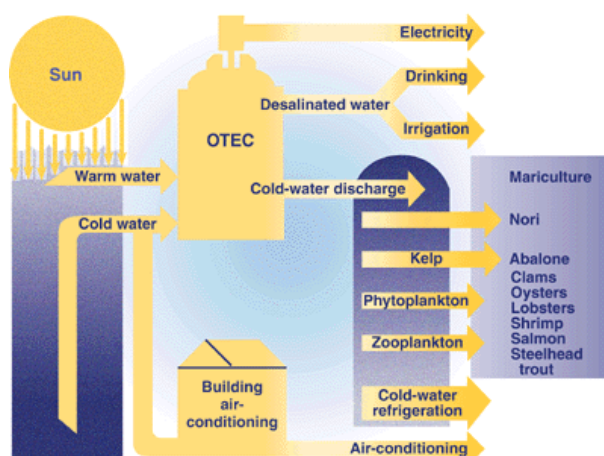 Sun
Electricity
Drinking
Desalinated water
Irrigation
OTEC
Warm water
Cold-water discharge
Cold water
Mariculture
Nori
Kelp
Abalone
Clams
Phytoplankton
Oysters
Lobsters
Shrimp
Zooplankton
Salmon
Steelhead
trout
Building
air-
conditioning
Cold-water
refrigeration
Air-conditioning